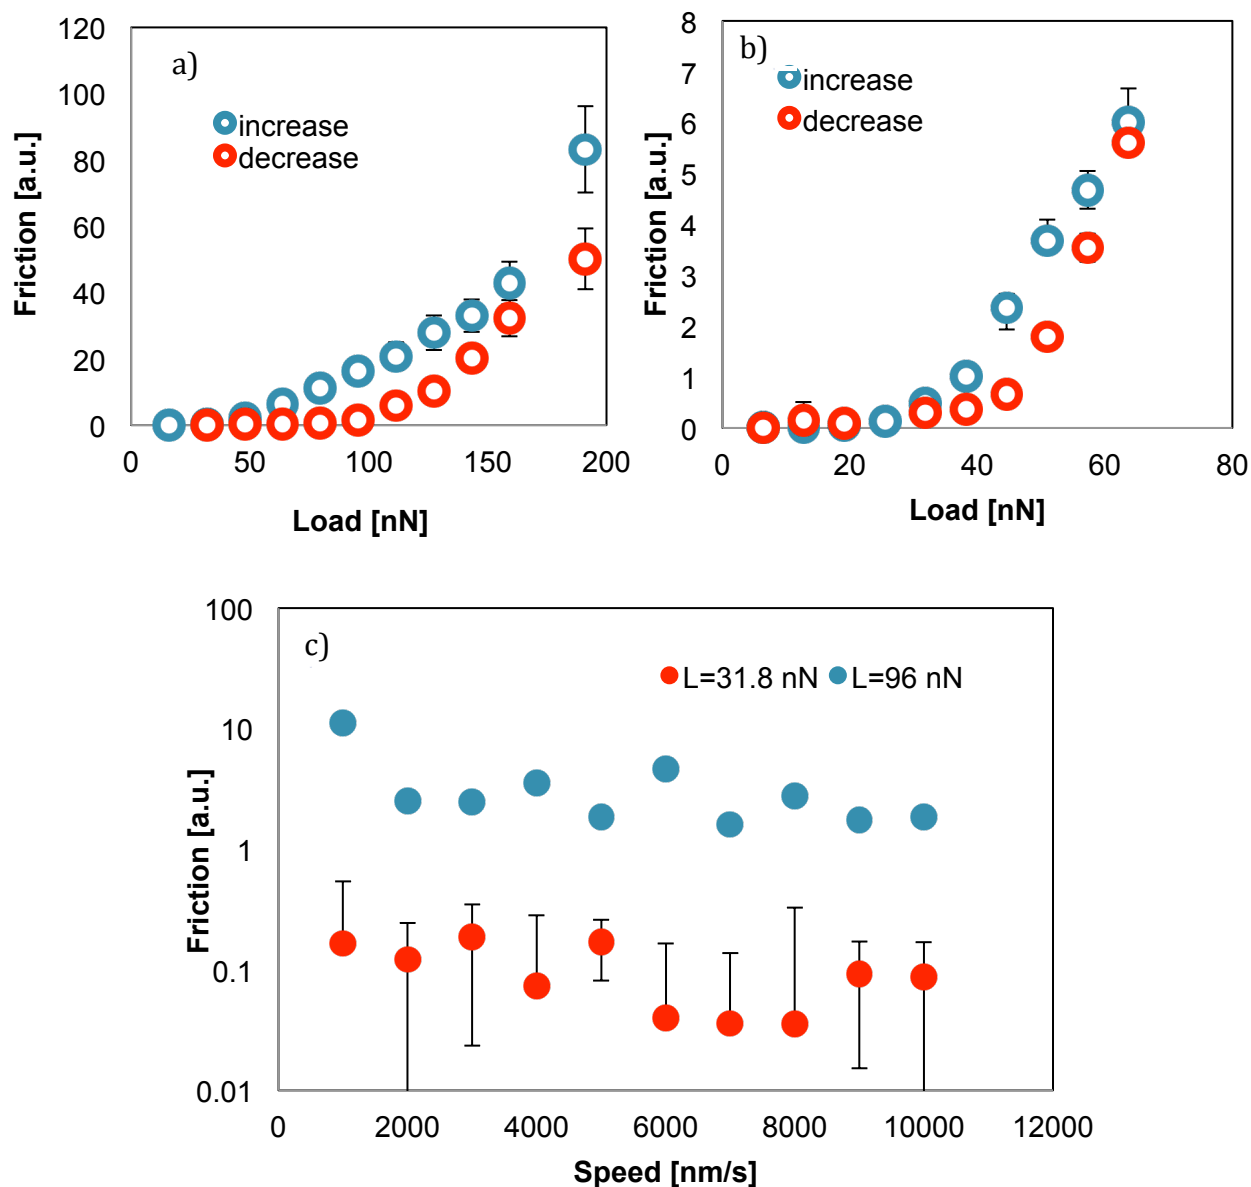 a)
increase
decrease
120
100
80
60
40
20
0
0
50
100
150
200
Friction [a.u.]
Load [nN]
b)
increase
decrease
8
7
6
5
4
3
2
1
0
0
20
40
60
80
Friction [a.u.]
Load [nN]
c)
L=31.8 nN L=96 nN
100
10
1
0.1
0.01
0
2000
4000
6000
8000
10000
12000
Friction [a.u.]
Speed [nm/s]